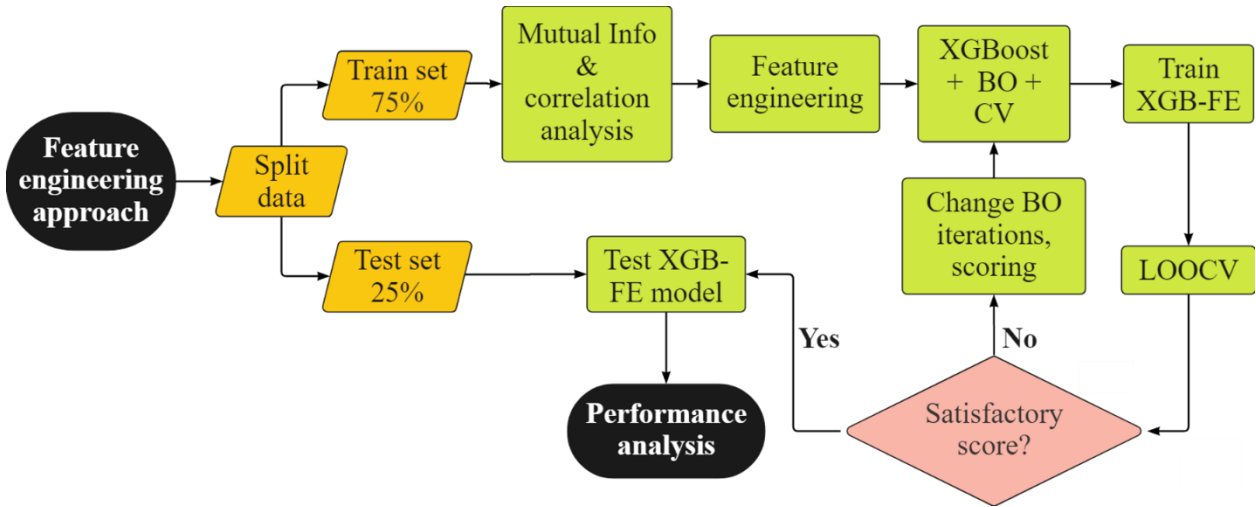 Feature
engineering
approach
Split
data
Train set
75%
Mutual Info
&
correlation
analysis
Feature
engineering
XGBoost
+ BO +
CV
Train
XGB-FE
LOOCV
Satisfactory
score?
No
Change BO
iterations,
scoring
Yes
Test set
25%
Test XGB-
FE model
Performance
analysis